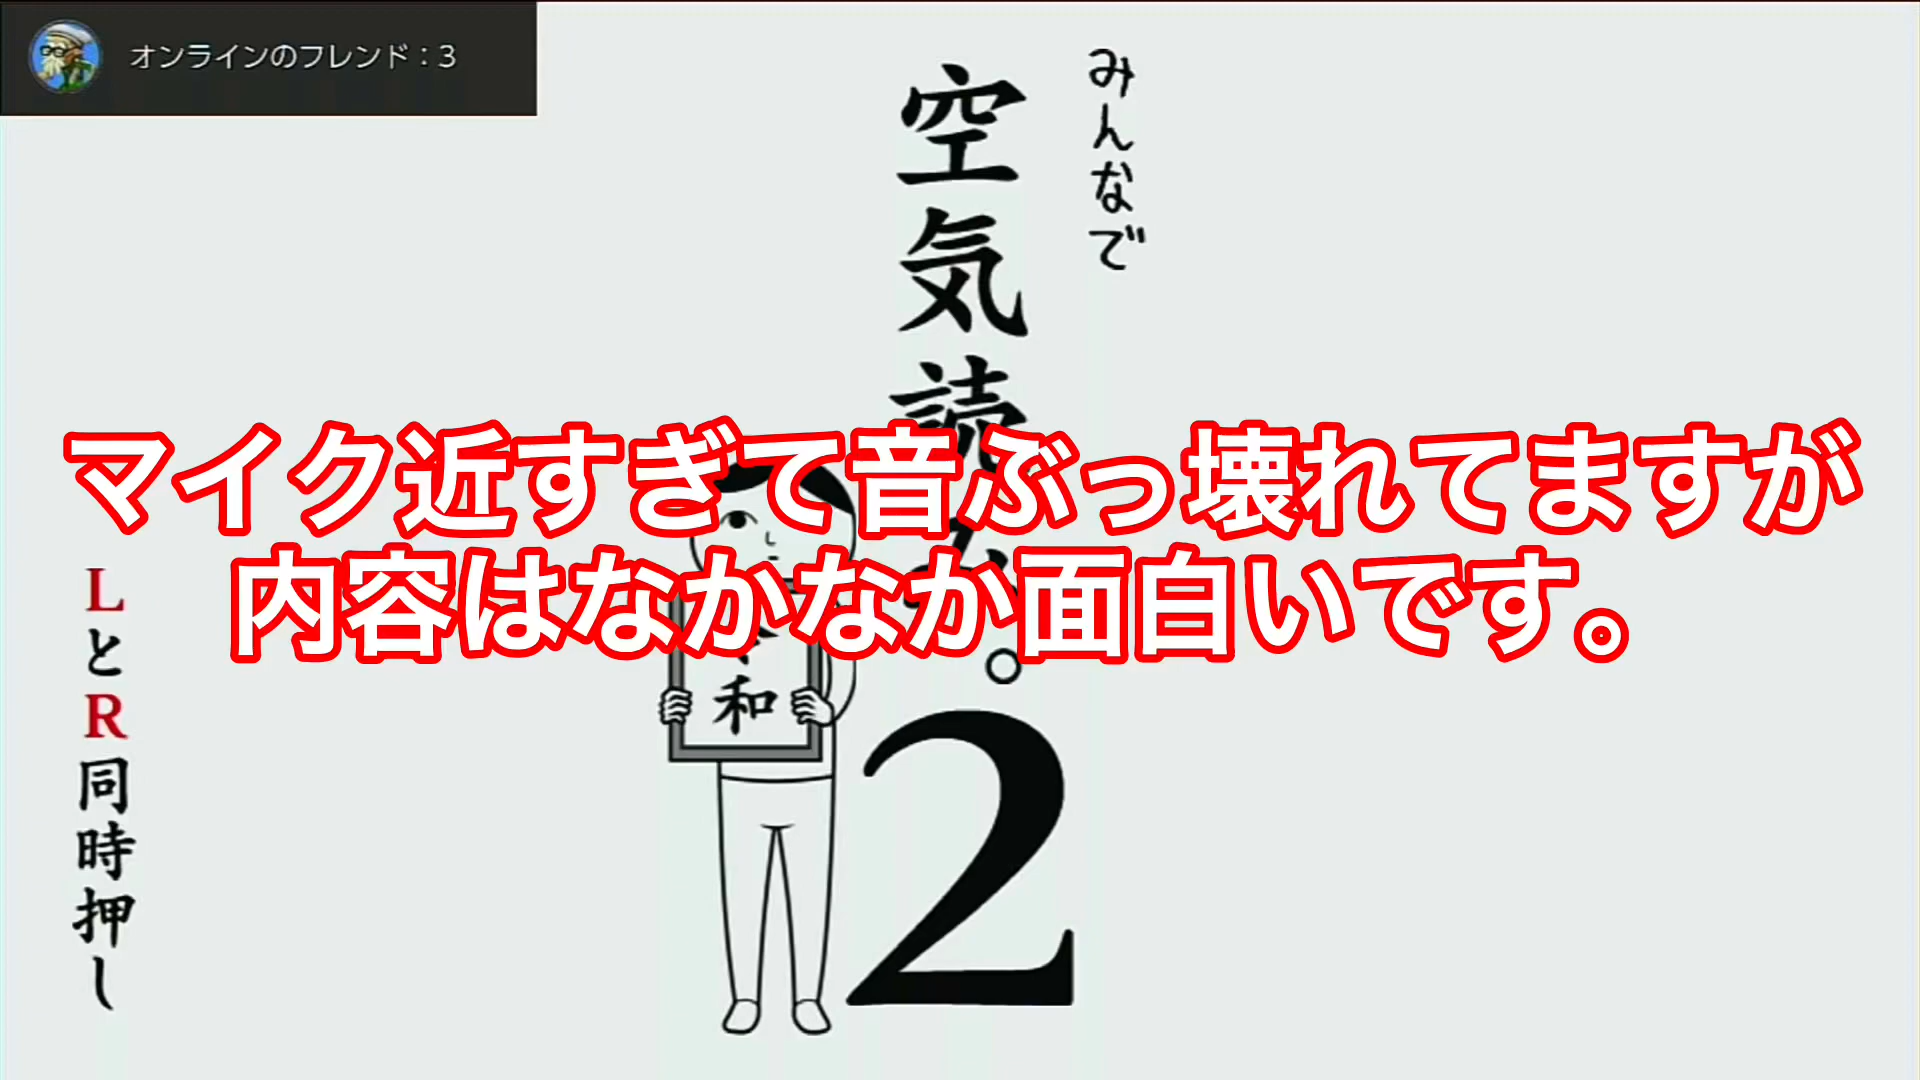 オンラインのフレンド：3
みんなで
空気読み。2
マイク近すぎて音ぶっ壊れてますが
内容はなかなか面白いです。
和
LとR同時押し